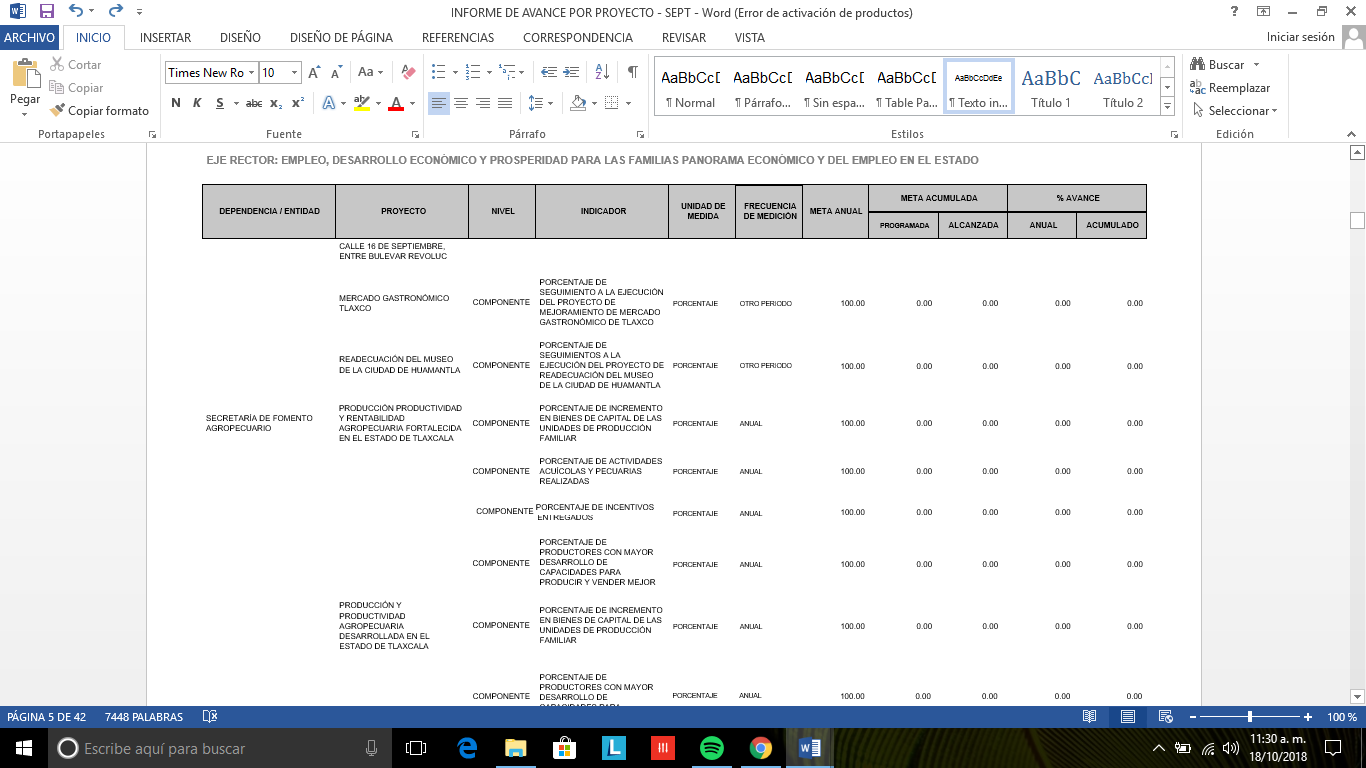 INFORME DE AVANCE POR PROYECTO - SEPT - Word (Error de activación de productos)
ARCHIVO INICIO INSERTAR DISEÑO DISEÑO DE PÁGINA REFERENCIAS CORRESPONDENCIA REVISAR VISTA Iniciar sesión
Pegar
Cortar
Copiar
Copiar formato
Portapapeles
Times New Ro 10
N K S abc x₂ x²
Fuente
Párrafo
AaBbCcD AaBbCcD AaBbCcD AaBbCcD AaBbCcDdEe AaBbC AaBbCcI
¶ Normal ¶ Párrafo... ¶ Sin espa... ¶ Table Pa... ¶ Texto in... Título 1 Título 2
Estilos
Buscar
Reemplazar
Seleccionar
Edición
EJE RECTOR: EMPLEO, DESARROLLO ECONÓMICO Y PROSPERIDAD PARA LAS FAMILIAS PANORAMA ECONÓMICO Y DEL EMPLEO EN EL ESTADO
DEPENDENCIA / ENTIDAD
PROYECTO
NIVEL
INDICADOR
UNIDAD DE
MEDIDA
FRECUENCIA
DE MEDICIÓN
META ANUAL
META ACUMULADA
PROGRAMADA ALCANZADA
% AVANCE
ANUAL ACUMULADO
CALLE 16 DE SEPTIEMBRE,
ENTRE BULEVAR REVOLUC
MERCADO GASTRONÓMICO
TLAXCO
COMPONENTE
PORCENTAJE DE
SEGUIMIENTO A LA EJECUCIÓN
DEL PROYECTO DE
MEJORAMIENTO DE MERCADO
GASTRONÓMICO DE TLAXCO
PORCENTAJE OTRO PERIODO 100.00 0.00 0.00 0.00 0.00
READECUACIÓN DEL MUSEO
DE LA CIUDAD DE HUAMANTLA
COMPONENTE
PORCENTAJE DE
SEGUIMIENTOS A LA
EJECUCIÓN DEL PROYECTO DE
READECUACIÓN DEL MUSEO
DE LA CIUDAD DE HUAMANTLA
PORCENTAJE OTRO PERIODO 100.00 0.00 0.00 0.00 0.00
SECRETARÍA DE FOMENTO
AGROPECUARIO
PRODUCCIÓN PRODUCTIVIDAD
Y RENTABILIDAD
AGROPECUARIA FORTALECIDA
EN EL ESTADO DE TLAXCALA
COMPONENTE
PORCENTAJE DE INCREMENTO
EN BIENES DE CAPITAL DE LAS
UNIDADES DE PRODUCCIÓN
FAMILIAR
PORCENTAJE ANUAL 100.00 0.00 0.00 0.00 0.00
COMPONENTE
PORCENTAJE DE ACTIVIDADES
ACUÍCOLAS Y PECUARIAS
REALIZADAS
PORCENTAJE ANUAL 100.00 0.00 0.00 0.00 0.00
COMPONENTE
PORCENTAJE DE INCENTIVOS
ENTREGADOS
PORCENTAJE ANUAL 100.00 0.00 0.00 0.00 0.00
COMPONENTE
PORCENTAJE DE
PRODUCTORES CON MAYOR
DESARROLLO DE
CAPACIDADES PARA
PRODUCIR Y VENDER MEJOR
PORCENTAJE ANUAL 100.00 0.00 0.00 0.00 0.00
PRODUCCIÓN Y
PRODUCTIVIDAD
AGROPECUARIA
DESARROLLADA EN EL
ESTADO DE TLAXCALA
COMPONENTE
PORCENTAJE DE INCREMENTO
EN BIENES DE CAPITAL DE LAS
UNIDADES DE PRODUCCIÓN
FAMILIAR
PORCENTAJE ANUAL 100.00 0.00 0.00 0.00 0.00
COMPONENTE
PORCENTAJE DE
PRODUCTORES CON MAYOR
DESARROLLO DE
CAPACIDADES PARA
PORCENTAJE ANUAL 100.00 0.00 0.00 0.00 0.00
PÁGINA 5 DE 42 7448 PALABRAS 100 %
Escribe aquí para buscar
11:30 a. m.
18/10/2018